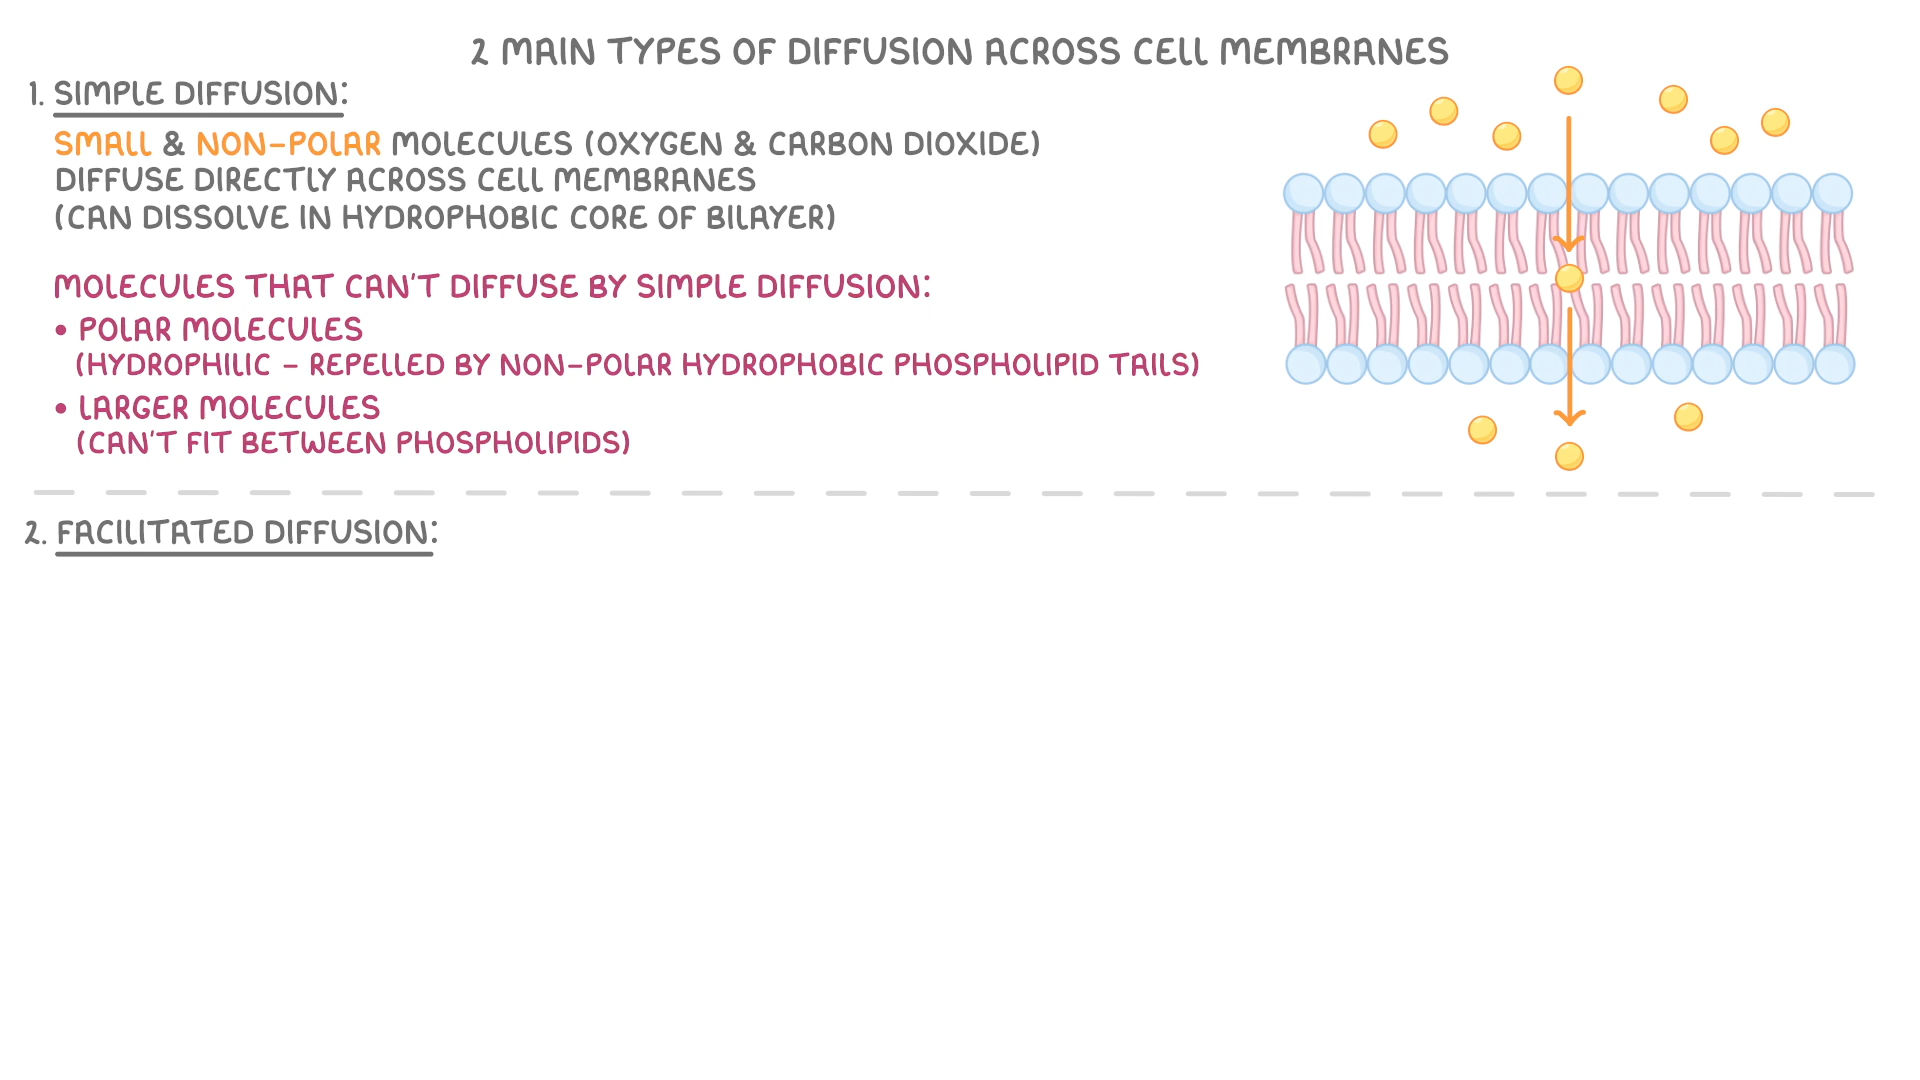 2 MAIN TYPES OF DIFFUSION ACROSS CELL MEMBRANES
1. SIMPLE DIFFUSION:
SMALL & NON-POLAR MOLECULES (OXYGEN & CARBON DIOXIDE)
DIFFUSE DIRECTLY ACROSS CELL MEMBRANES
(CAN DISSOLVE IN HYDROPHOBIC CORE OF BILAYER)
MOLECULES THAT CAN'T DIFFUSE BY SIMPLE DIFFUSION:
• POLAR MOLECULES
(HYDROPHILIC - REPELLED BY NON-POLAR HYDROPHOBIC PHOSPHOLIPID TAILS)
• LARGER MOLECULES
(CAN'T FIT BETWEEN PHOSPHOLIPIDS)
2. FACILITATED DIFFUSION: